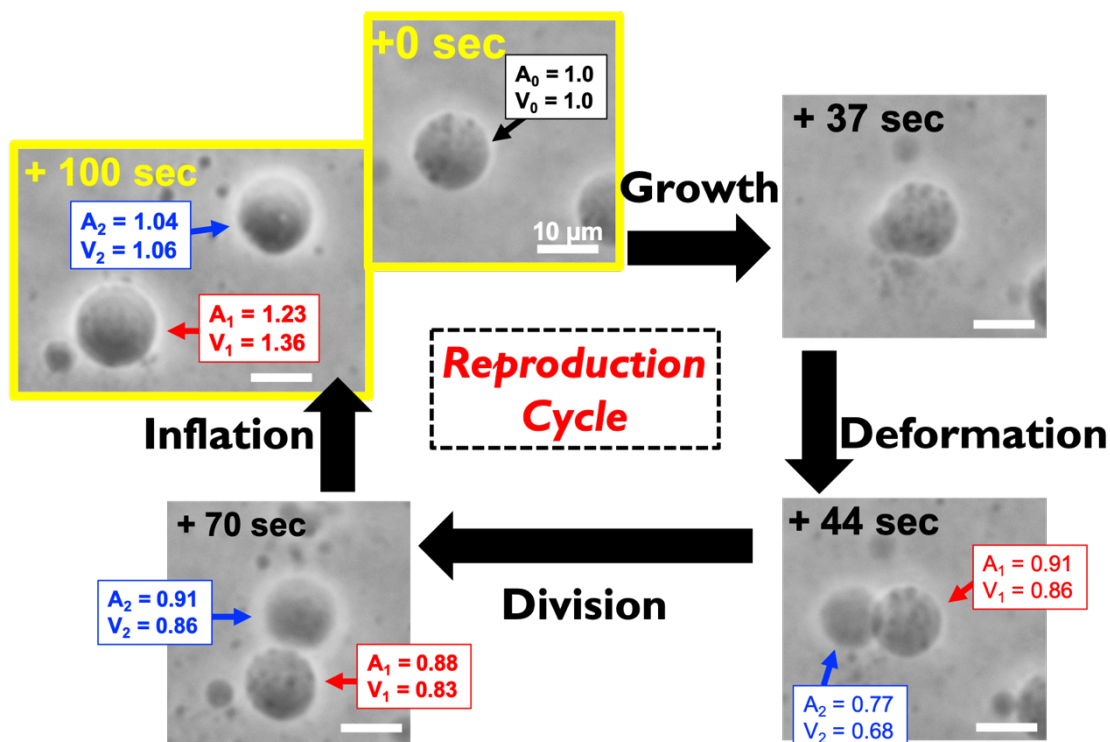 +0 sec
A₀ = 1.0
V₀ = 1.0
10 µm
Growth
+ 37 sec
Deformation
+ 44 sec
A₁ = 0.91
V₁ = 0.86
A₂ = 0.77
V₂ = 0.68
Division
+ 70 sec
A₂ = 0.91
V₂ = 0.86
A₁ = 0.88
V₁ = 0.83
Inflation
+ 100 sec
A₂ = 1.04
V₂ = 1.06
A₁ = 1.23
V₁ = 1.36
Reproduction
Cycle